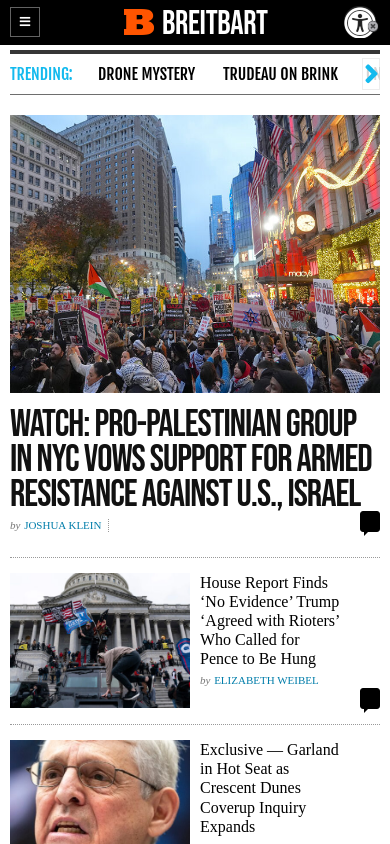 BREITBART
TRENDING:
DRONE MYSTERY
TRUDEAU ON BRINK
macys
WATCH: PRO-PALESTINIAN GROUP
IN NYC VOWS SUPPORT FOR ARMED
RESISTANCE AGAINST U.S., ISRAEL
by JOSHUA KLEIN
House Report Finds
‘No Evidence’ Trump
‘Agreed with Rioters’
Who Called for
Pence to Be Hung
by ELIZABETH WEIBEL
Exclusive — Garland
in Hot Seat as
Crescent Dunes
Coverup Inquiry
Expands